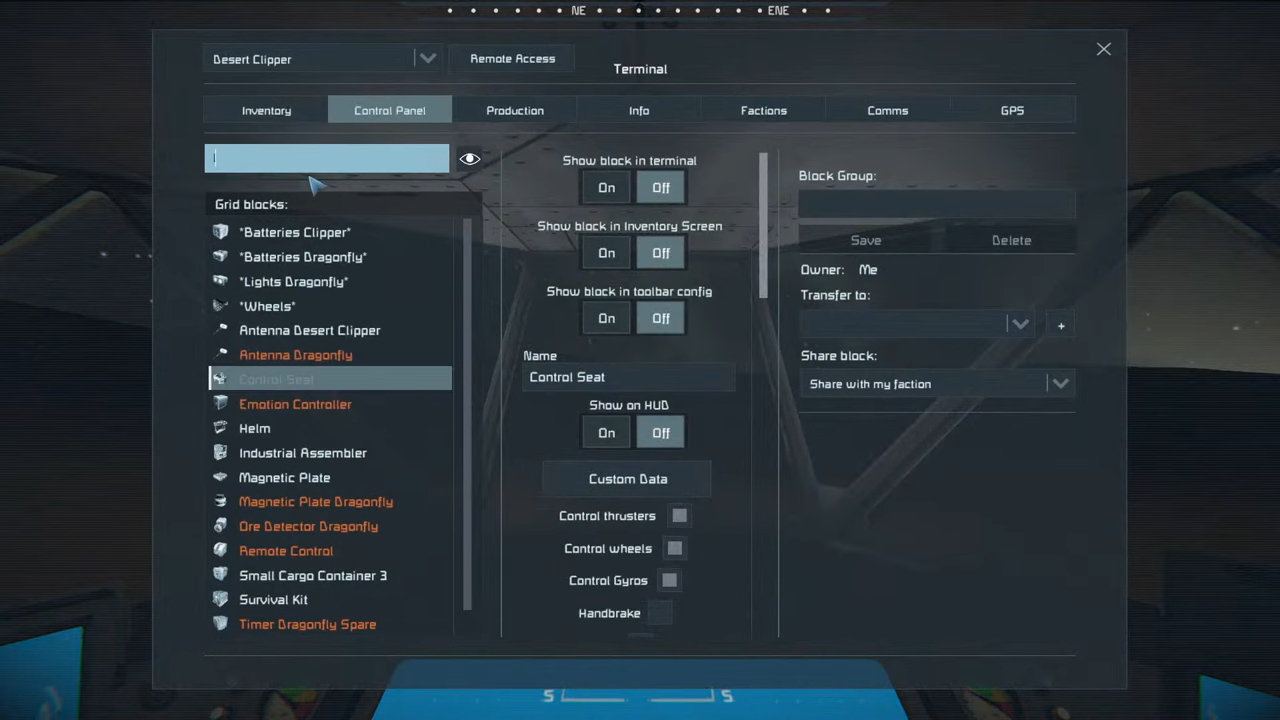 NE
ENE
Desert Clipper
Remote Access
Terminal
Inventory
Control Panel
Production
Info
Factions
Comms
GPS
Grid blocks:
*Batteries Clipper*
*Batteries Dragonfly*
*Lights Dragonfly*
*Wheels*
Antenna Desert Clipper
Antenna Dragonfly
Control Seat
Emotion Controller
Helm
Industrial Assembler
Magnetic Plate
Magnetic Plate Dragonfly
Ore Detector Dragonfly
Remote Control
Small Cargo Container 3
Survival Kit
Timer Dragonfly Spare
Show block in terminal
On Off
Show block in Inventory Screen
On Off
Show block in toolbar config
On Off
Name
Control Seat
Show on HUD
On Off
Custom Data
Control thrusters
Control wheels
Control Gyros
Handbrake
Block Group:
Save
Delete
Owner: Me
Transfer to:
+
Share block:
Share with my faction
S S